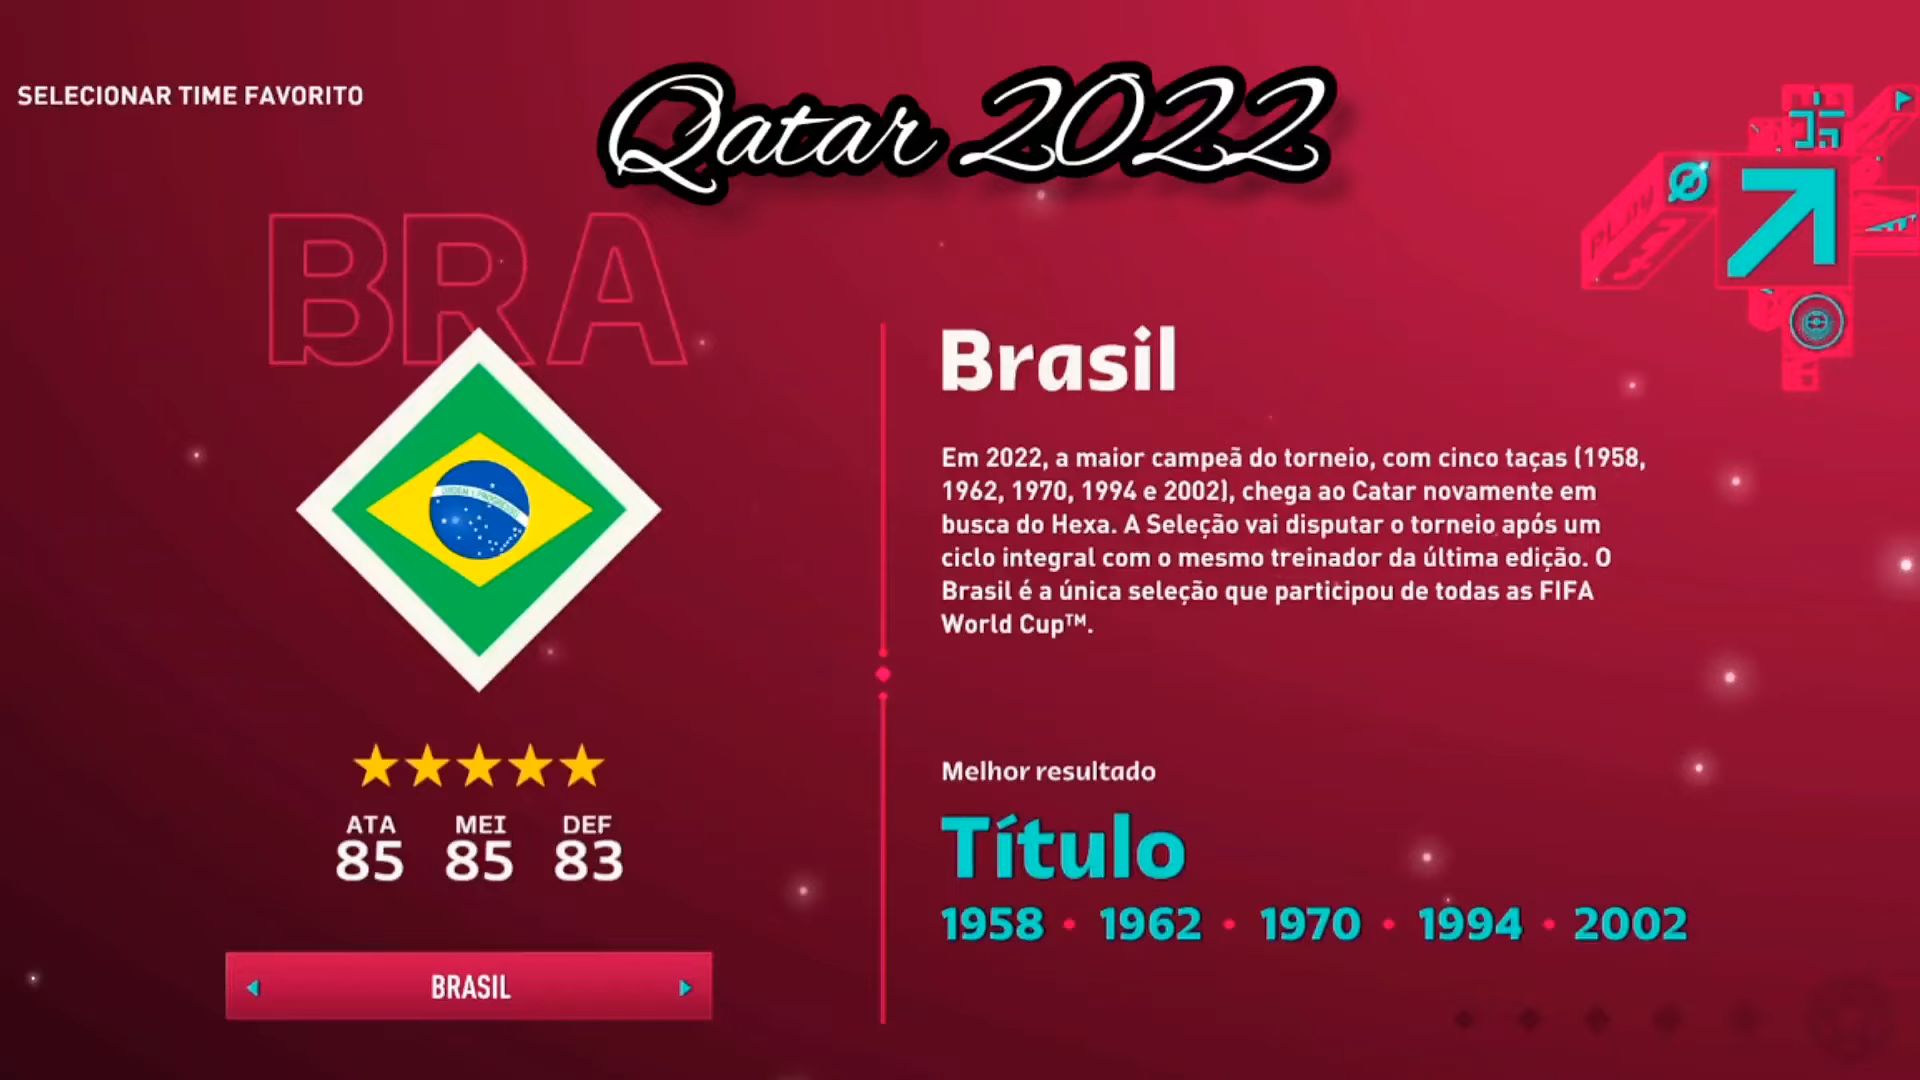 SELECIONAR TIME FAVORITO
Qatar 2022
BRA
PLAY
Brasil
Em 2022, a maior campeã do torneio, com cinco taças (1958,
1962, 1970, 1994 e 2002), chega ao Catar novamente em
busca do Hexa. A Seleção vai disputar o torneio após um
ciclo integral com o mesmo treinador da última edição. O
Brasil é a única seleção que participou de todas as FIFA
World Cup™.
ORDEM E PROGRESSO
ATA MEI DEF
85 85 83
BRASIL
Melhor resultado
Título
1958 • 1962 • 1970 • 1994 • 2002